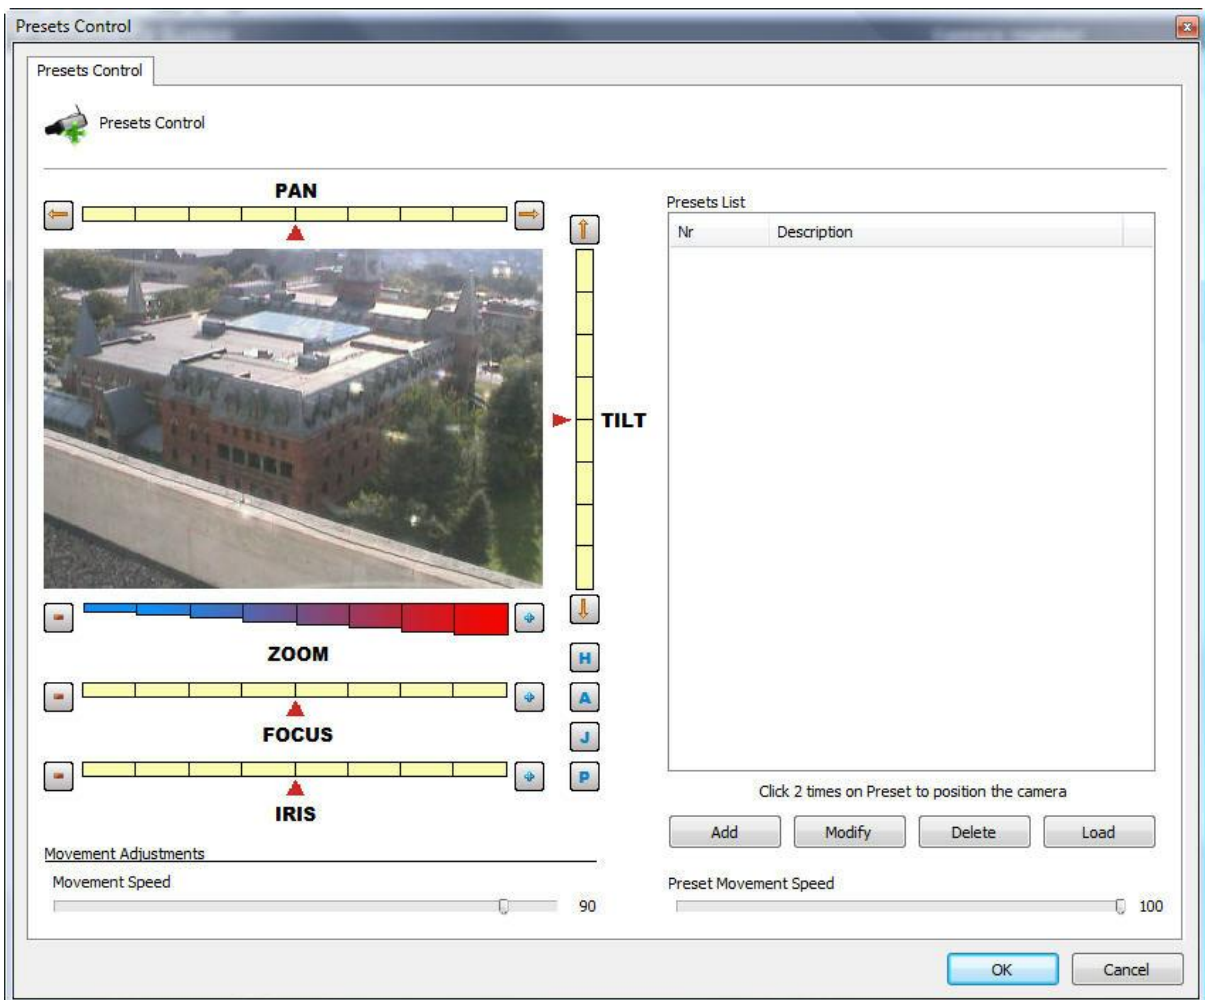 Presets Control
Presets Control
Presets Control
PAN
Presets List
Nr Description
TILT
ZOOM
H
A
FOCUS
J
P
IRIS
Click 2 times on Preset to position the camera
Add Modify Delete Load
Movement Adjustments
Movement Speed
90
Preset Movement Speed
100
OK Cancel